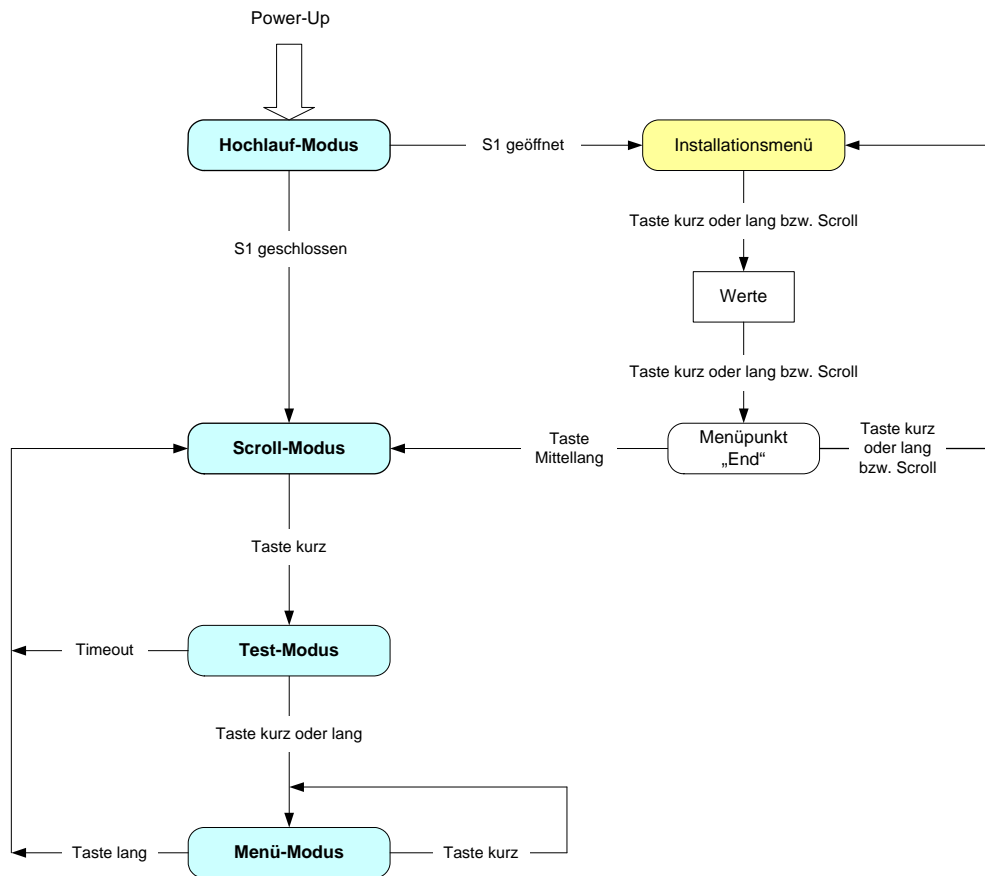 Power-Up
Hochlauf-Modus
S1 geöffnet
Installationsmenü
Taste kurz oder lang bzw. Scroll
S1 geschlossen
Werte
Taste kurz oder lang bzw. Scroll
Scroll-Modus
Taste
Mittellang
Menüpunkt
„End“
Taste kurz
oder lang
bzw. Scroll
Taste kurz
Timeout
Test-Modus
Taste kurz oder lang
Taste lang
Menü-Modus
Taste kurz